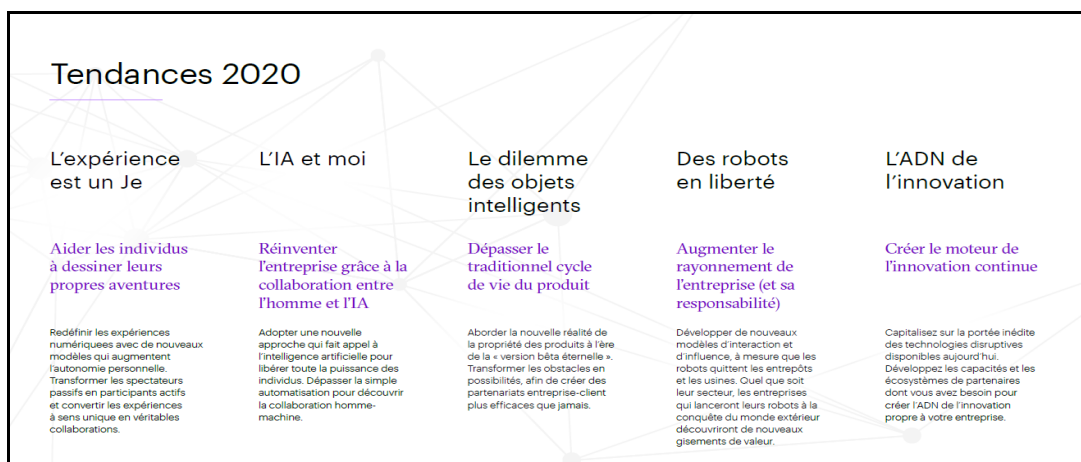 Tendances 2020
L'expérience
est un Je
Aider les individus
à dessiner leurs
propres aventures
Redéfinir les expériences
numériquees avec de nouveaux
modèles qui augmentent
l'autonomie personnelle.
Transformer les spectateurs
passifs en participants actifs
et convertir les expériences
à sens unique en véritables
collaborations.
L'IA et moi
Réinventer
l'entreprise grâce à la
collaboration entre
l'homme et l'IA
Adopter une nouvelle
approche qui fait appel à
l'intelligence artificielle pour
libérer toute la puissance des
individus. Dépasser la simple
automatisation pour découvrir
la collaboration homme-
machine.
Le dilemme
des objets
intelligents
Dépasser le
traditionnel cycle
de vie du produit
Aborder la nouvelle réalité de
la propriété des produits à l'ère
de la « version bêta éternelle ».
Transformer les obstacles en
possibilités, afin de créer des
partenariats entreprise-client
plus efficaces que jamais.
Des robots
en liberté
Augmenter le
rayonnement de
l'entreprise (et sa
responsabilité)
Développer de nouveaux
modèles d'interaction et
d'influence, à mesure que les
robots quittent les entrepôts
et les usines. Quel que soit
leur secteur, les entreprises
qui lanceront leurs robots à la
conquête du monde extérieur
découvriront de nouveaux
gisements de valeur.
L'ADN de
l'innovation
Créer le moteur de
l'innovation continue
Capitalisez sur la portée inédite
des technologies disruptives
disponibles aujourd'hui.
Développez les capacités et les
écosystèmes de partenaires
dont vous avez besoin pour
créer l'ADN de l'innovation
propre à votre entreprise.